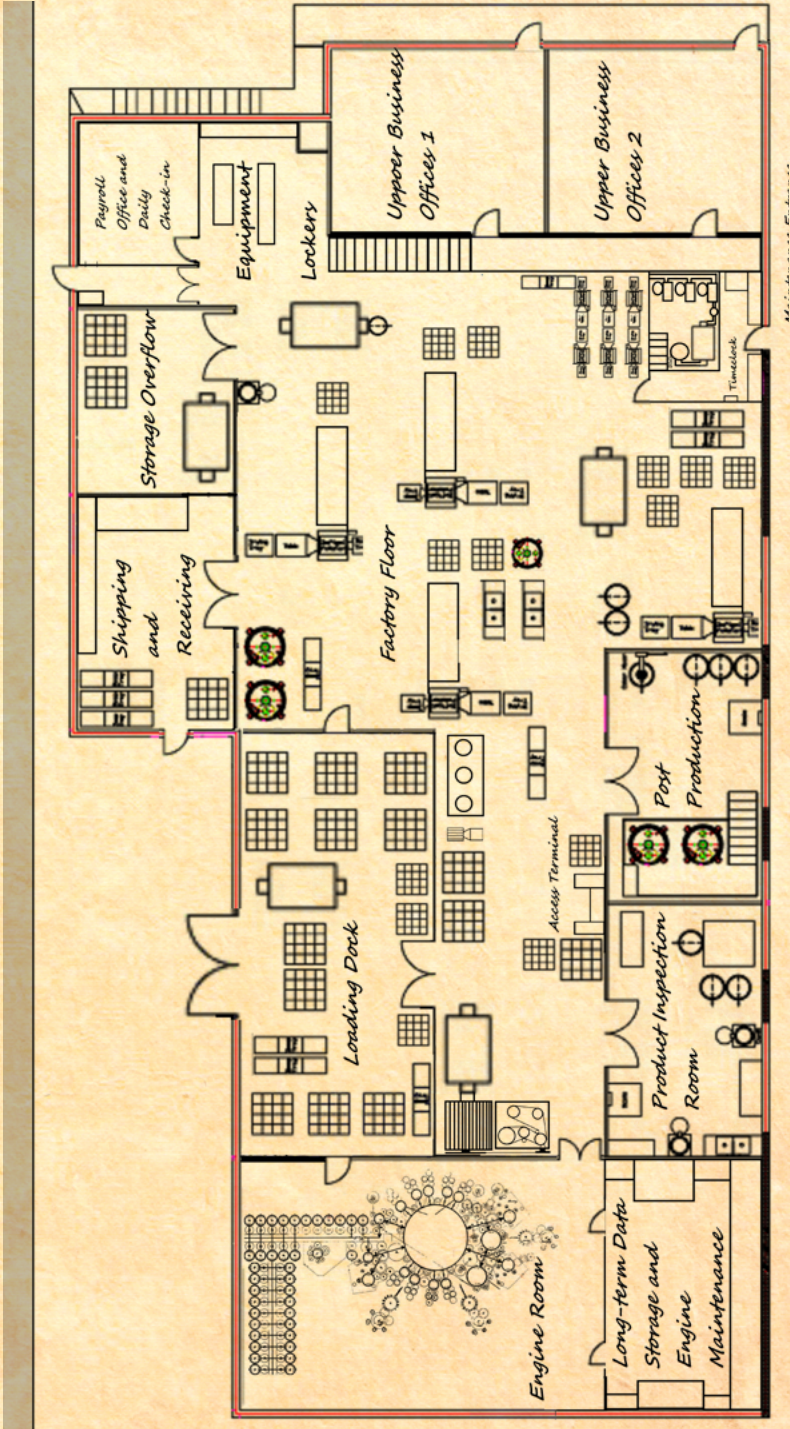 Payroll
Office and
Daily
Check-in
Equipment
Lockers
Uppoer Business
Offices 1
Upper Business
Offices 2
Storage Overflow
Shipping
and
Receiving
Factory Floor
Timeclock
Loading Dock
Access Terminal
Post
Production
Product Inspection
Room
Engine Room
Long-term Data
Storage and
Engine
Maintenance